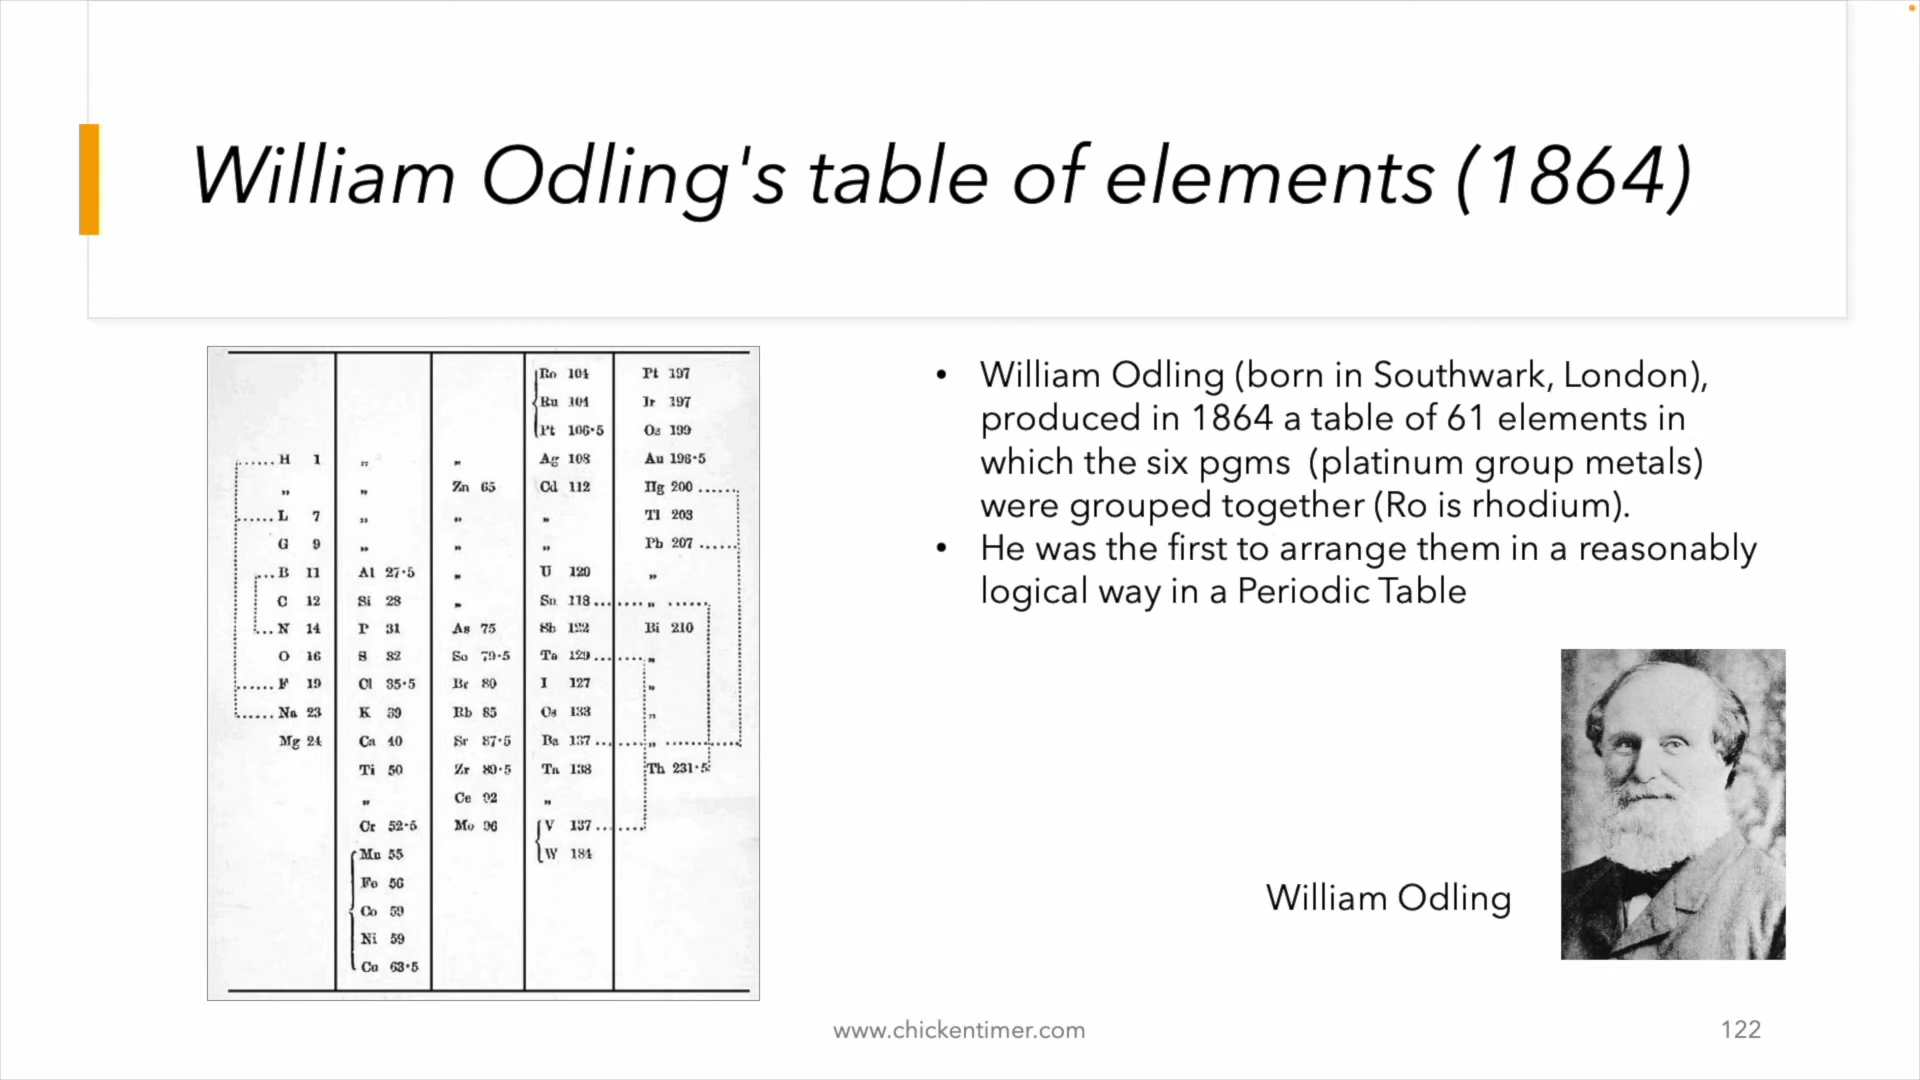 William Odling's table of elements (1864)
Ro 104 Pt 197
Ru 104 Ir 197
Pt 106·5 Os 199
H 1 „ „ Ag 108 Au 196·5
„ „ Zn 65 Cd 112 Hg 200
L 7 „ „ „ Tl 203
G 9 „ „ „ Pb 207
B 11 Al 27·5 „ U 120 „
C 12 Si 28 „ Sn 118 „
N 14 P 31 As 75 Sb 122 Bi 210
O 16 S 32 Se 79·5 Te 129 „
F 19 Cl 35·5 Br 80 I 127 „
Na 23 K 39 Rb 85 Cs 133 „
Mg 24 Ca 40 Sr 87·5 Ba 137 „
Ti 50 Zr 89·5 Ta 138 Th 231·5
„ Ce 92 „
Cr 52·5 Mo 96 V 137
Mn 55 W 184
Fe 56
Co 59
Ni 59
Cu 63·5
• William Odling (born in Southwark, London),
produced in 1864 a table of 61 elements in
which the six pgms (platinum group metals)
were grouped together (Ro is rhodium).
• He was the first to arrange them in a reasonably
logical way in a Periodic Table
William Odling
www.chickentimer.com
122